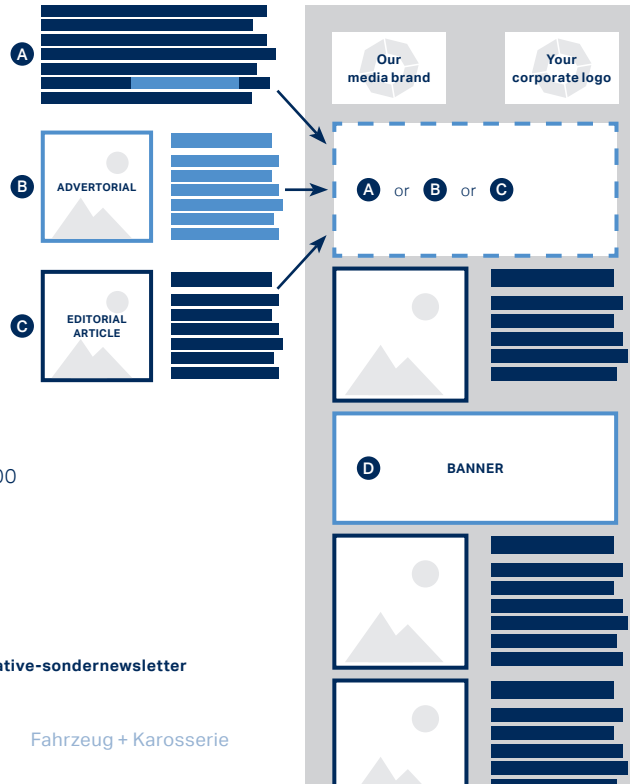 A
B
ADVERTORIAL
C
EDITORIAL
ARTICLE
Our
media brand
Your
corporate logo
A or B or C
D BANNER
00
ative-sondernewsletter
Fahrzeug + Karosserie